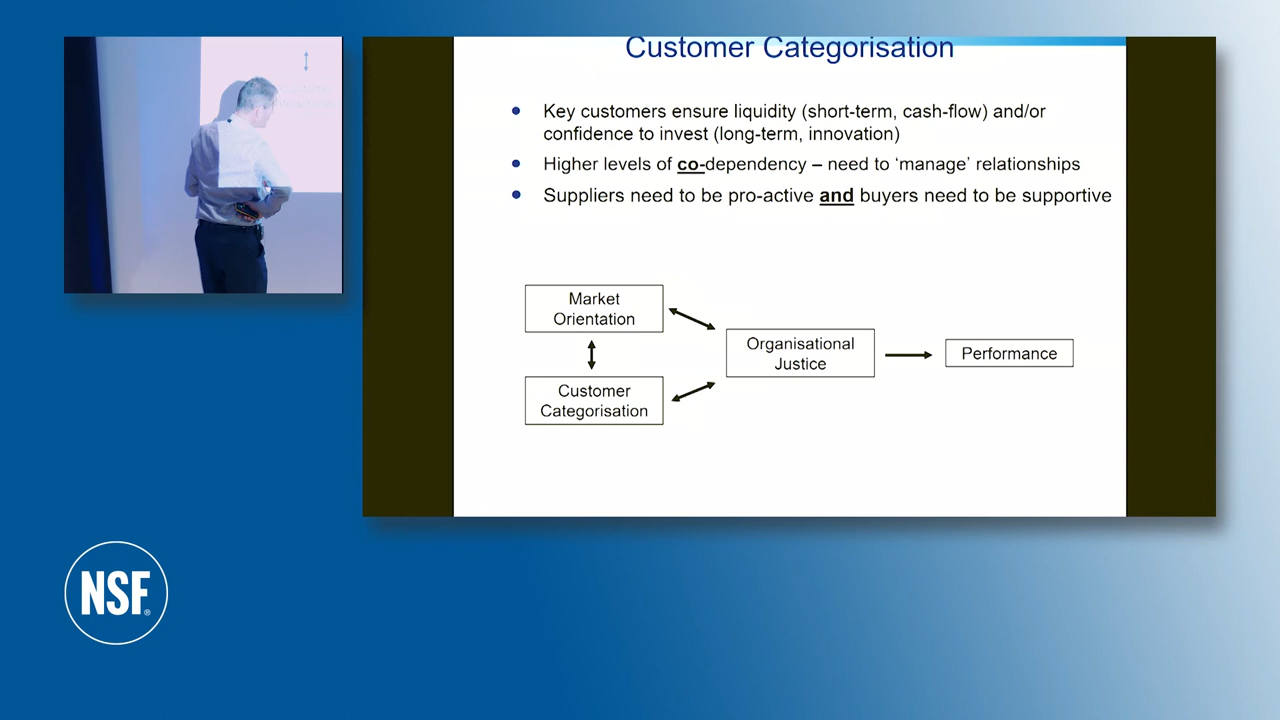 Customer Categorisation
Key customers ensure liquidity (short-term, cash-flow) and/or
confidence to invest (long-term, innovation)
Higher levels of co-dependency – need to ‘manage’ relationships
Suppliers need to be pro-active and buyers need to be supportive
Market
Orientation
Organisational
Justice
Performance
Customer
Categorisation
NSF®